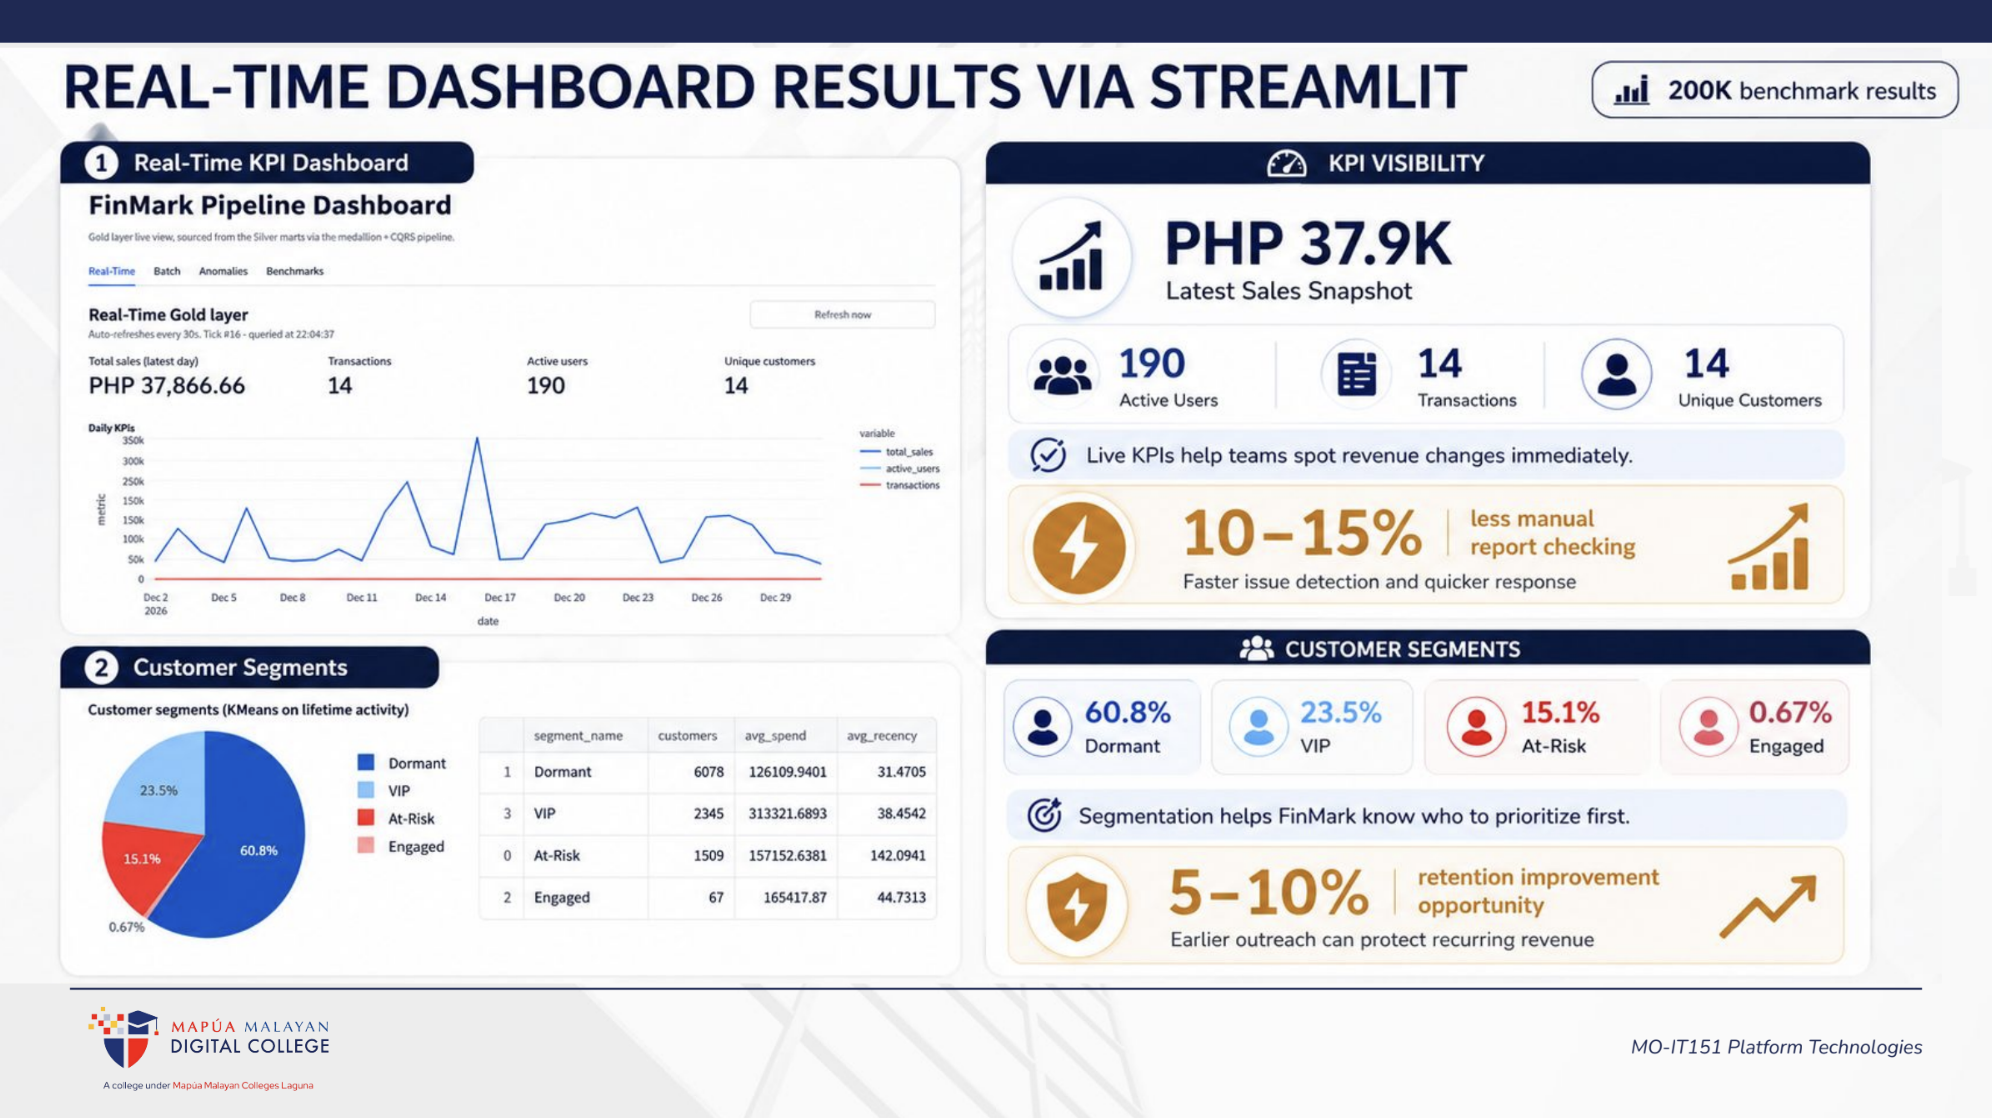 REAL-TIME DASHBOARD RESULTS VIA STREAMLIT
200K benchmark results
1 Real-Time KPI Dashboard
FinMark Pipeline Dashboard
Gold layer live view, sourced from the Silver marts via the medallion + CQRS pipeline.
Real-Time Batch Anomalies Benchmarks
Real-Time Gold layer
Refresh now
Auto-refreshes every 30s. Tick #16 - queried at 22:04:37
Total sales (latest day) Transactions Active users Unique customers
PHP 37,866.66 14 190 14
Daily KPIs
350k
300k
250k
150k
150k
100k
50k
0
metric
Dec 2 Dec 5 Dec 8 Dec 11 Dec 14 Dec 17 Dec 20 Dec 23 Dec 26 Dec 29
2026
date
variable
total_sales
active_users
transactions
2 Customer Segments
Customer segments (KMeans on lifetime activity)
23.5%
15.1%
60.8%
0.67%
Dormant
VIP
At-Risk
Engaged
segment_name customers avg_spend avg_recency
1 Dormant 6078 126109.9401 31.4705
3 VIP 2345 313321.6893 38.4542
0 At-Risk 1509 157152.6381 142.0941
2 Engaged 67 165417.87 44.7313
KPI VISIBILITY
PHP 37.9K
Latest Sales Snapshot
190 14 14
Active Users Transactions Unique Customers
Live KPIs help teams spot revenue changes immediately.
10–15% less manual
report checking
Faster issue detection and quicker response
CUSTOMER SEGMENTS
60.8% 23.5% 15.1% 0.67%
Dormant VIP At-Risk Engaged
Segmentation helps FinMark know who to prioritize first.
5–10% retention improvement
opportunity
Earlier outreach can protect recurring revenue
MAPÚA MALAYAN
DIGITAL COLLEGE
A college under Mapúa Malayan Colleges Laguna
MO-IT151 Platform Technologies